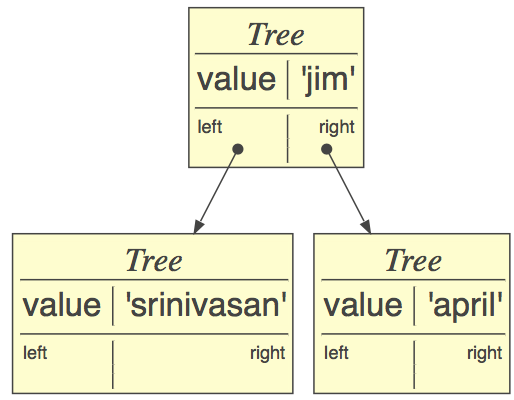 Tree
value 'jim'
left right
Tree
value 'srinivasan'
left right
Tree
value 'april'
left right